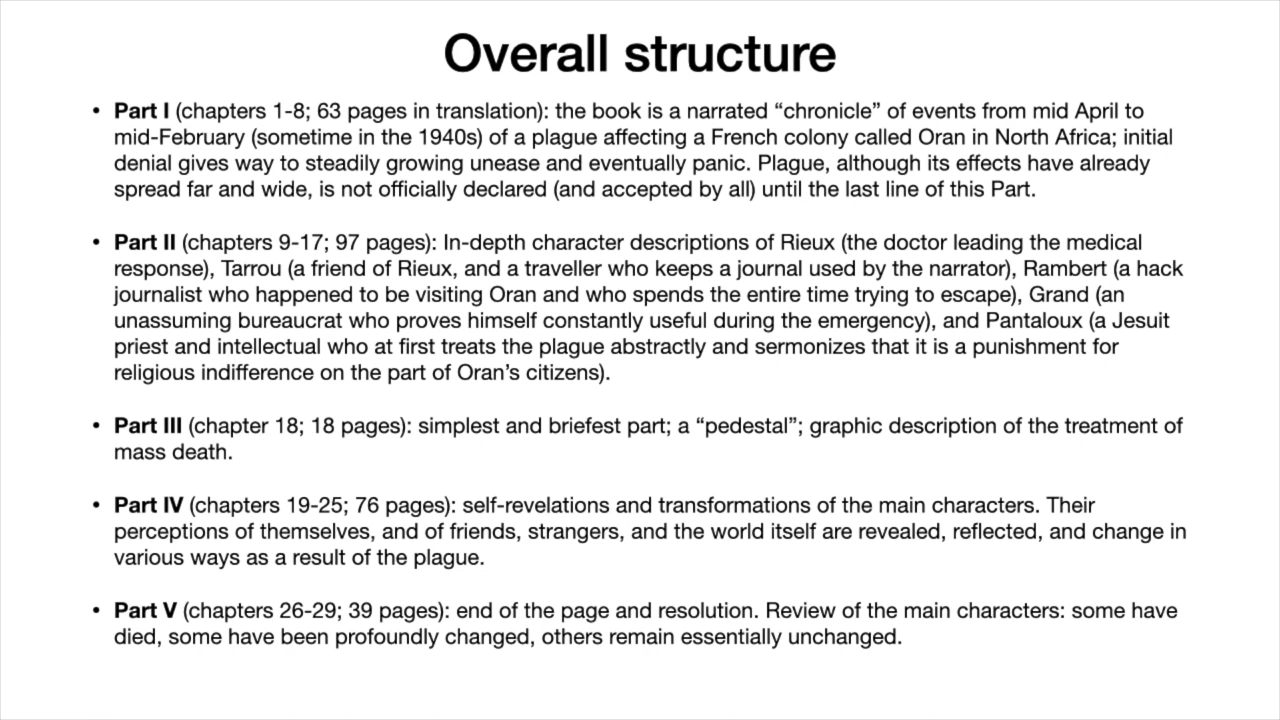 Overall structure
• Part I (chapters 1-8; 63 pages in translation): the book is a narrated “chronicle” of events from mid April to
mid-February (sometime in the 1940s) of a plague affecting a French colony called Oran in North Africa; initial
denial gives way to steadily growing unease and eventually panic. Plague, although its effects have already
spread far and wide, is not officially declared (and accepted by all) until the last line of this Part.
• Part II (chapters 9-17; 97 pages): In-depth character descriptions of Rieux (the doctor leading the medical
response), Tarrou (a friend of Rieux, and a traveller who keeps a journal used by the narrator), Rambert (a hack
journalist who happened to be visiting Oran and who spends the entire time trying to escape), Grand (an
unassuming bureaucrat who proves himself constantly useful during the emergency), and Pantaloux (a Jesuit
priest and intellectual who at first treats the plague abstractly and sermonizes that it is a punishment for
religious indifference on the part of Oran’s citizens).
• Part III (chapter 18; 18 pages): simplest and briefest part; a “pedestal”; graphic description of the treatment of
mass death.
• Part IV (chapters 19-25; 76 pages): self-revelations and transformations of the main characters. Their
perceptions of themselves, and of friends, strangers, and the world itself are revealed, reflected, and change in
various ways as a result of the plague.
• Part V (chapters 26-29; 39 pages): end of the page and resolution. Review of the main characters: some have
died, some have been profoundly changed, others remain essentially unchanged.